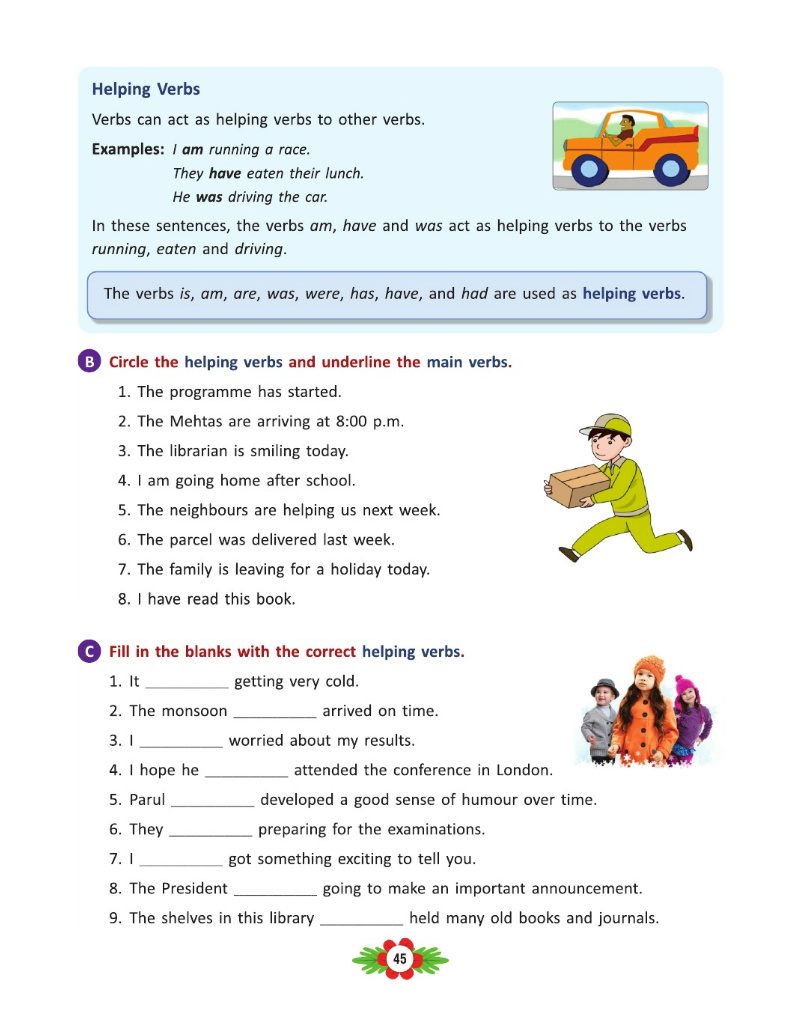 Helping Verbs
Verbs can act as helping verbs to other verbs.
Examples: I am running a race.
They have eaten their lunch.
He was driving the car.
In these sentences, the verbs am, have and was act as helping verbs to the verbs
running, eaten and driving.
The verbs is, am, are, was, were, has, have, and had are used as helping verbs.
B Circle the helping verbs and underline the main verbs.
1. The programme has started.
2. The Mehtas are arriving at 8:00 p.m.
3. The librarian is smiling today.
4. I am going home after school.
5. The neighbours are helping us next week.
6. The parcel was delivered last week.
7. The family is leaving for a holiday today.
8. I have read this book.
C Fill in the blanks with the correct helping verbs.
1. It __________ getting very cold.
2. The monsoon __________ arrived on time.
3. I __________ worried about my results.
4. I hope he __________ attended the conference in London.
5. Parul __________ developed a good sense of humour over time.
6. They __________ preparing for the examinations.
7. I __________ got something exciting to tell you.
8. The President __________ going to make an important announcement.
9. The shelves in this library __________ held many old books and journals.
45